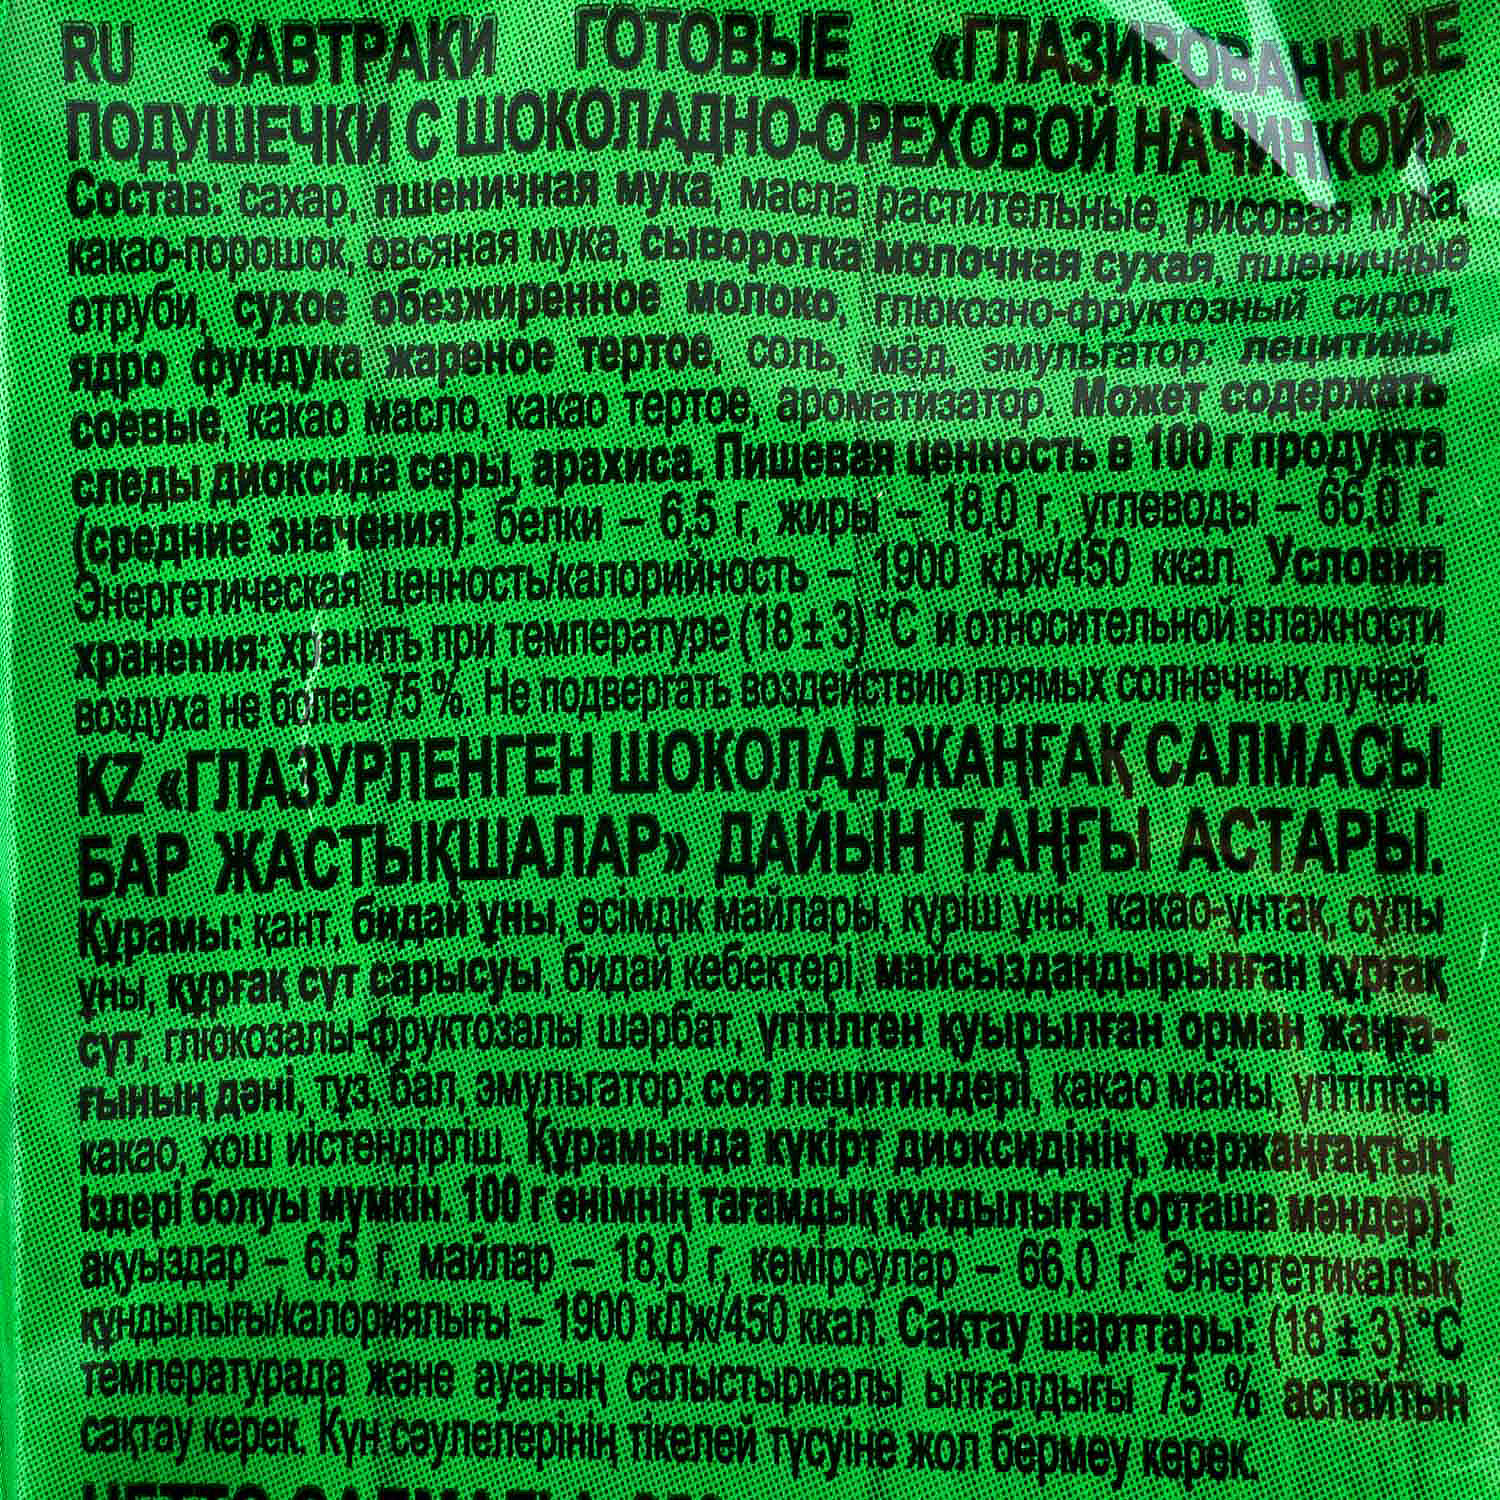 RU ЗАВТРАКИ ГОТОВЫЕ «ГЛАЗИРОВАННЫЕ
ПОДУШЕЧКИ С ШОКОЛАДНО-ОРЕХОВОЙ НАЧИНКОЙ».
Состав: сахар, пшеничная мука, масла растительные, рисовая мука,
какао-порошок, овсяная мука, сыворотка молочная сухая, пшеничные
отруби, сухое обезжиренное молоко, глюкозно-фруктозный сироп,
ядро фундука жареное тертое, соль, мёд, эмульгатор: лецитины
соевые, какао масло, какао тертое, ароматизатор. Может содержать
следы диоксида серы, арахиса. Пищевая ценность в 100 г продукта
(средние значения): белки – 6,5 г, жиры – 18,0 г, углеводы – 66,0 г.
Энергетическая ценность/калорийность – 1900 кДж/450 ккал. Условия
хранения: хранить при температуре (18 ± 3) °С и относительной влажности
воздуха не более 75 %. Не подвергать воздействию прямых солнечных лучей.
KZ «ГЛАЗУРЛЕНГЕН ШОКОЛАД-ЖАҢҒАҚ САЛМАСЫ
БАР ЖАСТЫҚШАЛАР» ДАЙЫН ТАҢҒЫ АСТАРЫ.
Құрамы: қант, бидай ұны, өсімдік майлары, күріш ұны, какао-ұнтақ, сұлы
ұны, құрғақ сүт сарысуы, бидай кебектері, майсыздандырылған құрғақ
сүт, глюкозалы-фруктозалы шәрбат, үгітілген қуырылған орман жаңға-
ғының дәні, тұз, бал, эмульгатор: соя лецитиндері, какао майы, үгітілген
какао, хош иістендіргіш. Құрамында күкірт диоксидінің, жержаңғақтың
іздері болуы мүмкін. 100 г өнімнің тағамдық құндылығы (орташа мәндер):
ақуыздар – 6,5 г, майлар – 18,0 г, көмірсулар – 66,0 г. Энергетикалық
құндылығы/калориялығы – 1900 кДж/450 ккал. Сақтау шарттары: (18 ± 3) °С
температурада және ауаның салыстырмалы ылғалдығы 75 % аспайтын
сақтау керек. Күн сәулелерінің тікелей түсуіне жол бермеу керек.